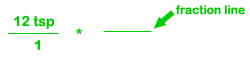 fraction line
12 tsp
*
1